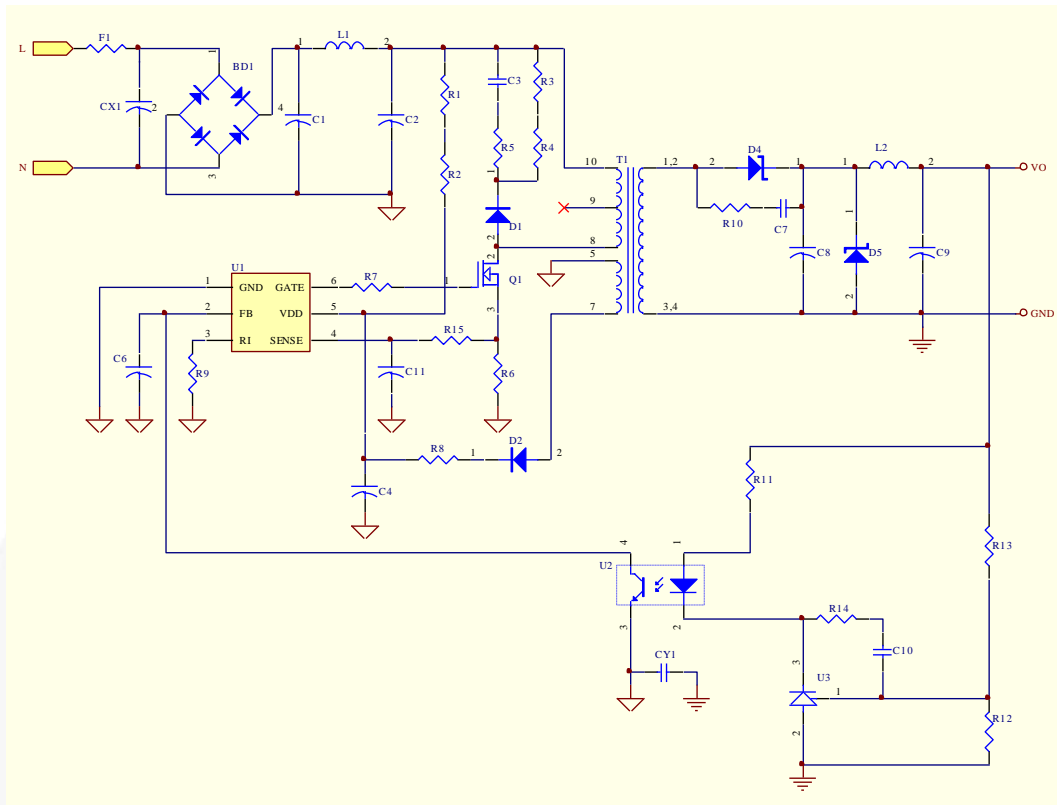 L F1 1 L1 2
BD1
1
CX1 2 4 C1 C2 R1 C3 R3
R5 R4
N 3 R2 1
T1 D4 L2
10 1,2 2 1 1 2 VO
9 R10 C7 1
D1
2
8
2
5 C8 D5 C9
U1 Q1
1 GND GATE 6 R7 1
2
2 FB VDD 5 3 7 3,4 GND
3 RI SENSE 4 R15
C6 R9 C11 R6
D2
R8 1 2
R11
C4
R13
4 1
U2
R14
3 2
C10
CY1 3
U3
1
R12
2